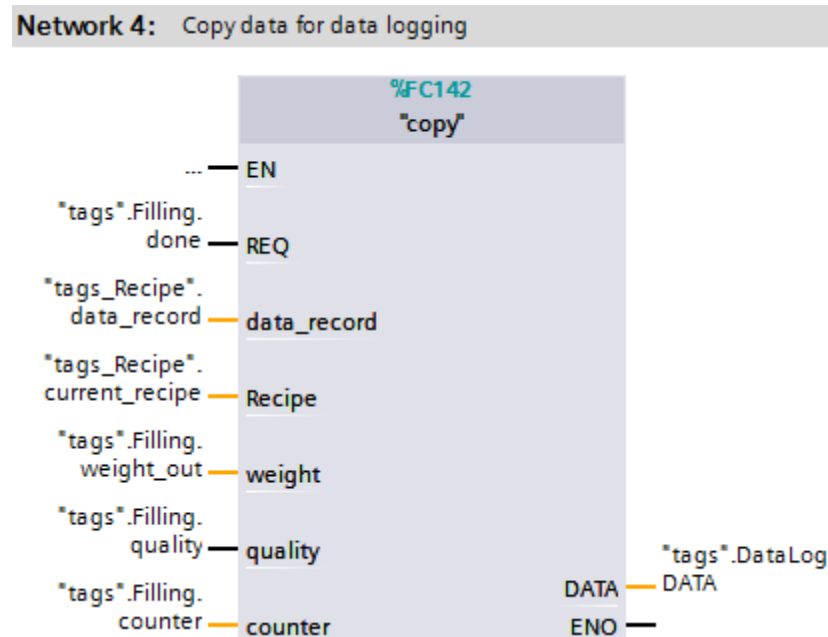 Network 4: Copy data for data logging
%FC142
"copy"
... EN
"tags".Filling.
done REQ
"tags_Recipe".
data_record data_record
"tags_Recipe".
current_recipe Recipe
"tags".Filling.
weight_out weight
"tags".Filling.
quality quality
"tags".DataLog
DATA DATA
"tags".Filling.
counter counter
ENO